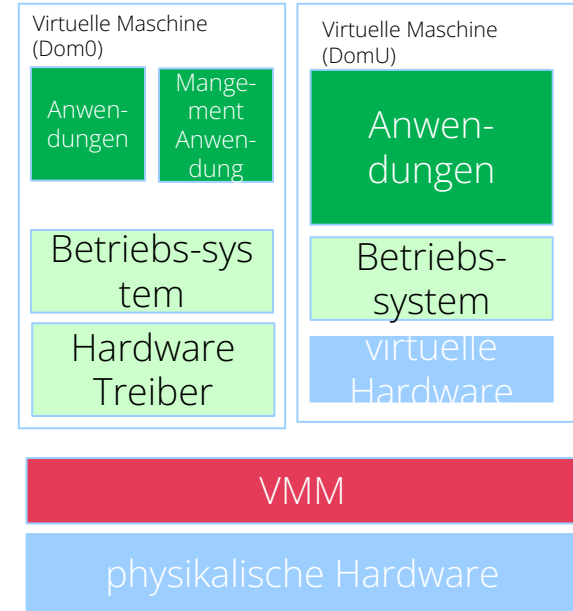 Virtuelle Maschine
(Dom0)
Anwen-
dungen
Mange-
ment
Anwen-
dung
Betriebs-sys
tem
Hardware
Treiber
Virtuelle Maschine
(DomU)
Anwen-
dungen
Betriebs-
system
virtuelle
Hardware
VMM
physikalische Hardware